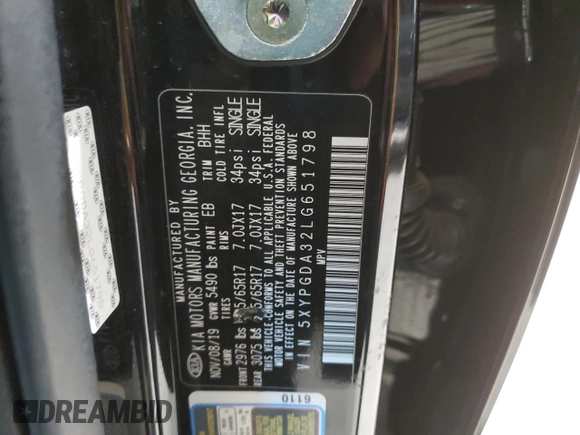 MANUFACTURED BY
KIA KIA MOTORS MANUFACTURING GEORGIA, INC.
NOV/08/19 GVWR 5490 lbs PAINT EB TRIM BHH
GAWR TIRES RIMS COLD TIRE INFL
FRONT 2976 lbs 5/65R17 7.0JX17 34psi SINGLE
REAR 3075 lbs 5/65R17 7.0JX17 34psi SINGLE
THIS VEHICLE CONFORMS TO ALL APPLICABLE U.S.A. FEDERAL
MOTOR VEHICLE SAFETY AND THEFT PREVENTION STANDARDS
IN EFFECT ON THE DATE OF MANUFACTURE SHOWN ABOVE
VIN 5XYPGDA32LG651798
MPV
6110
DREAMBID